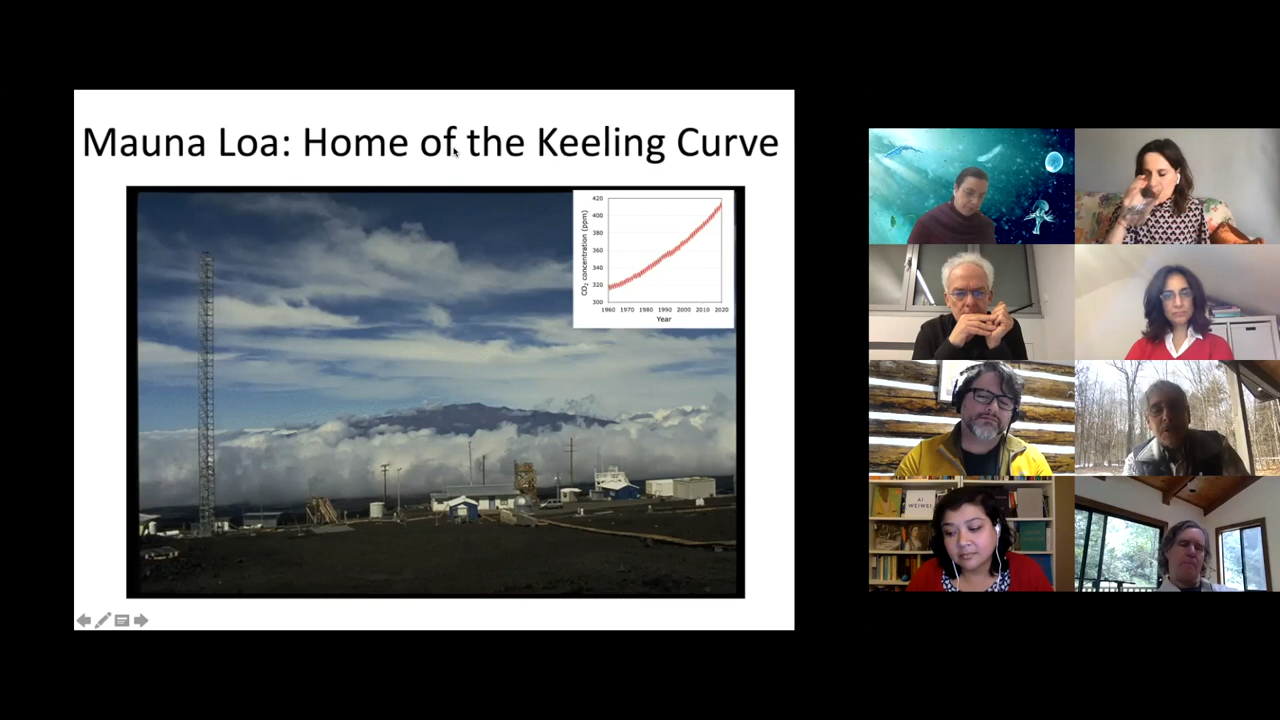 Mauna Loa: Home of the Keeling Curve
CO2 concentration (ppm)
420
400
380
360
340
320
300
1960 1970 1980 1990 2000 2010 2020
Year
AI
WEIWEI